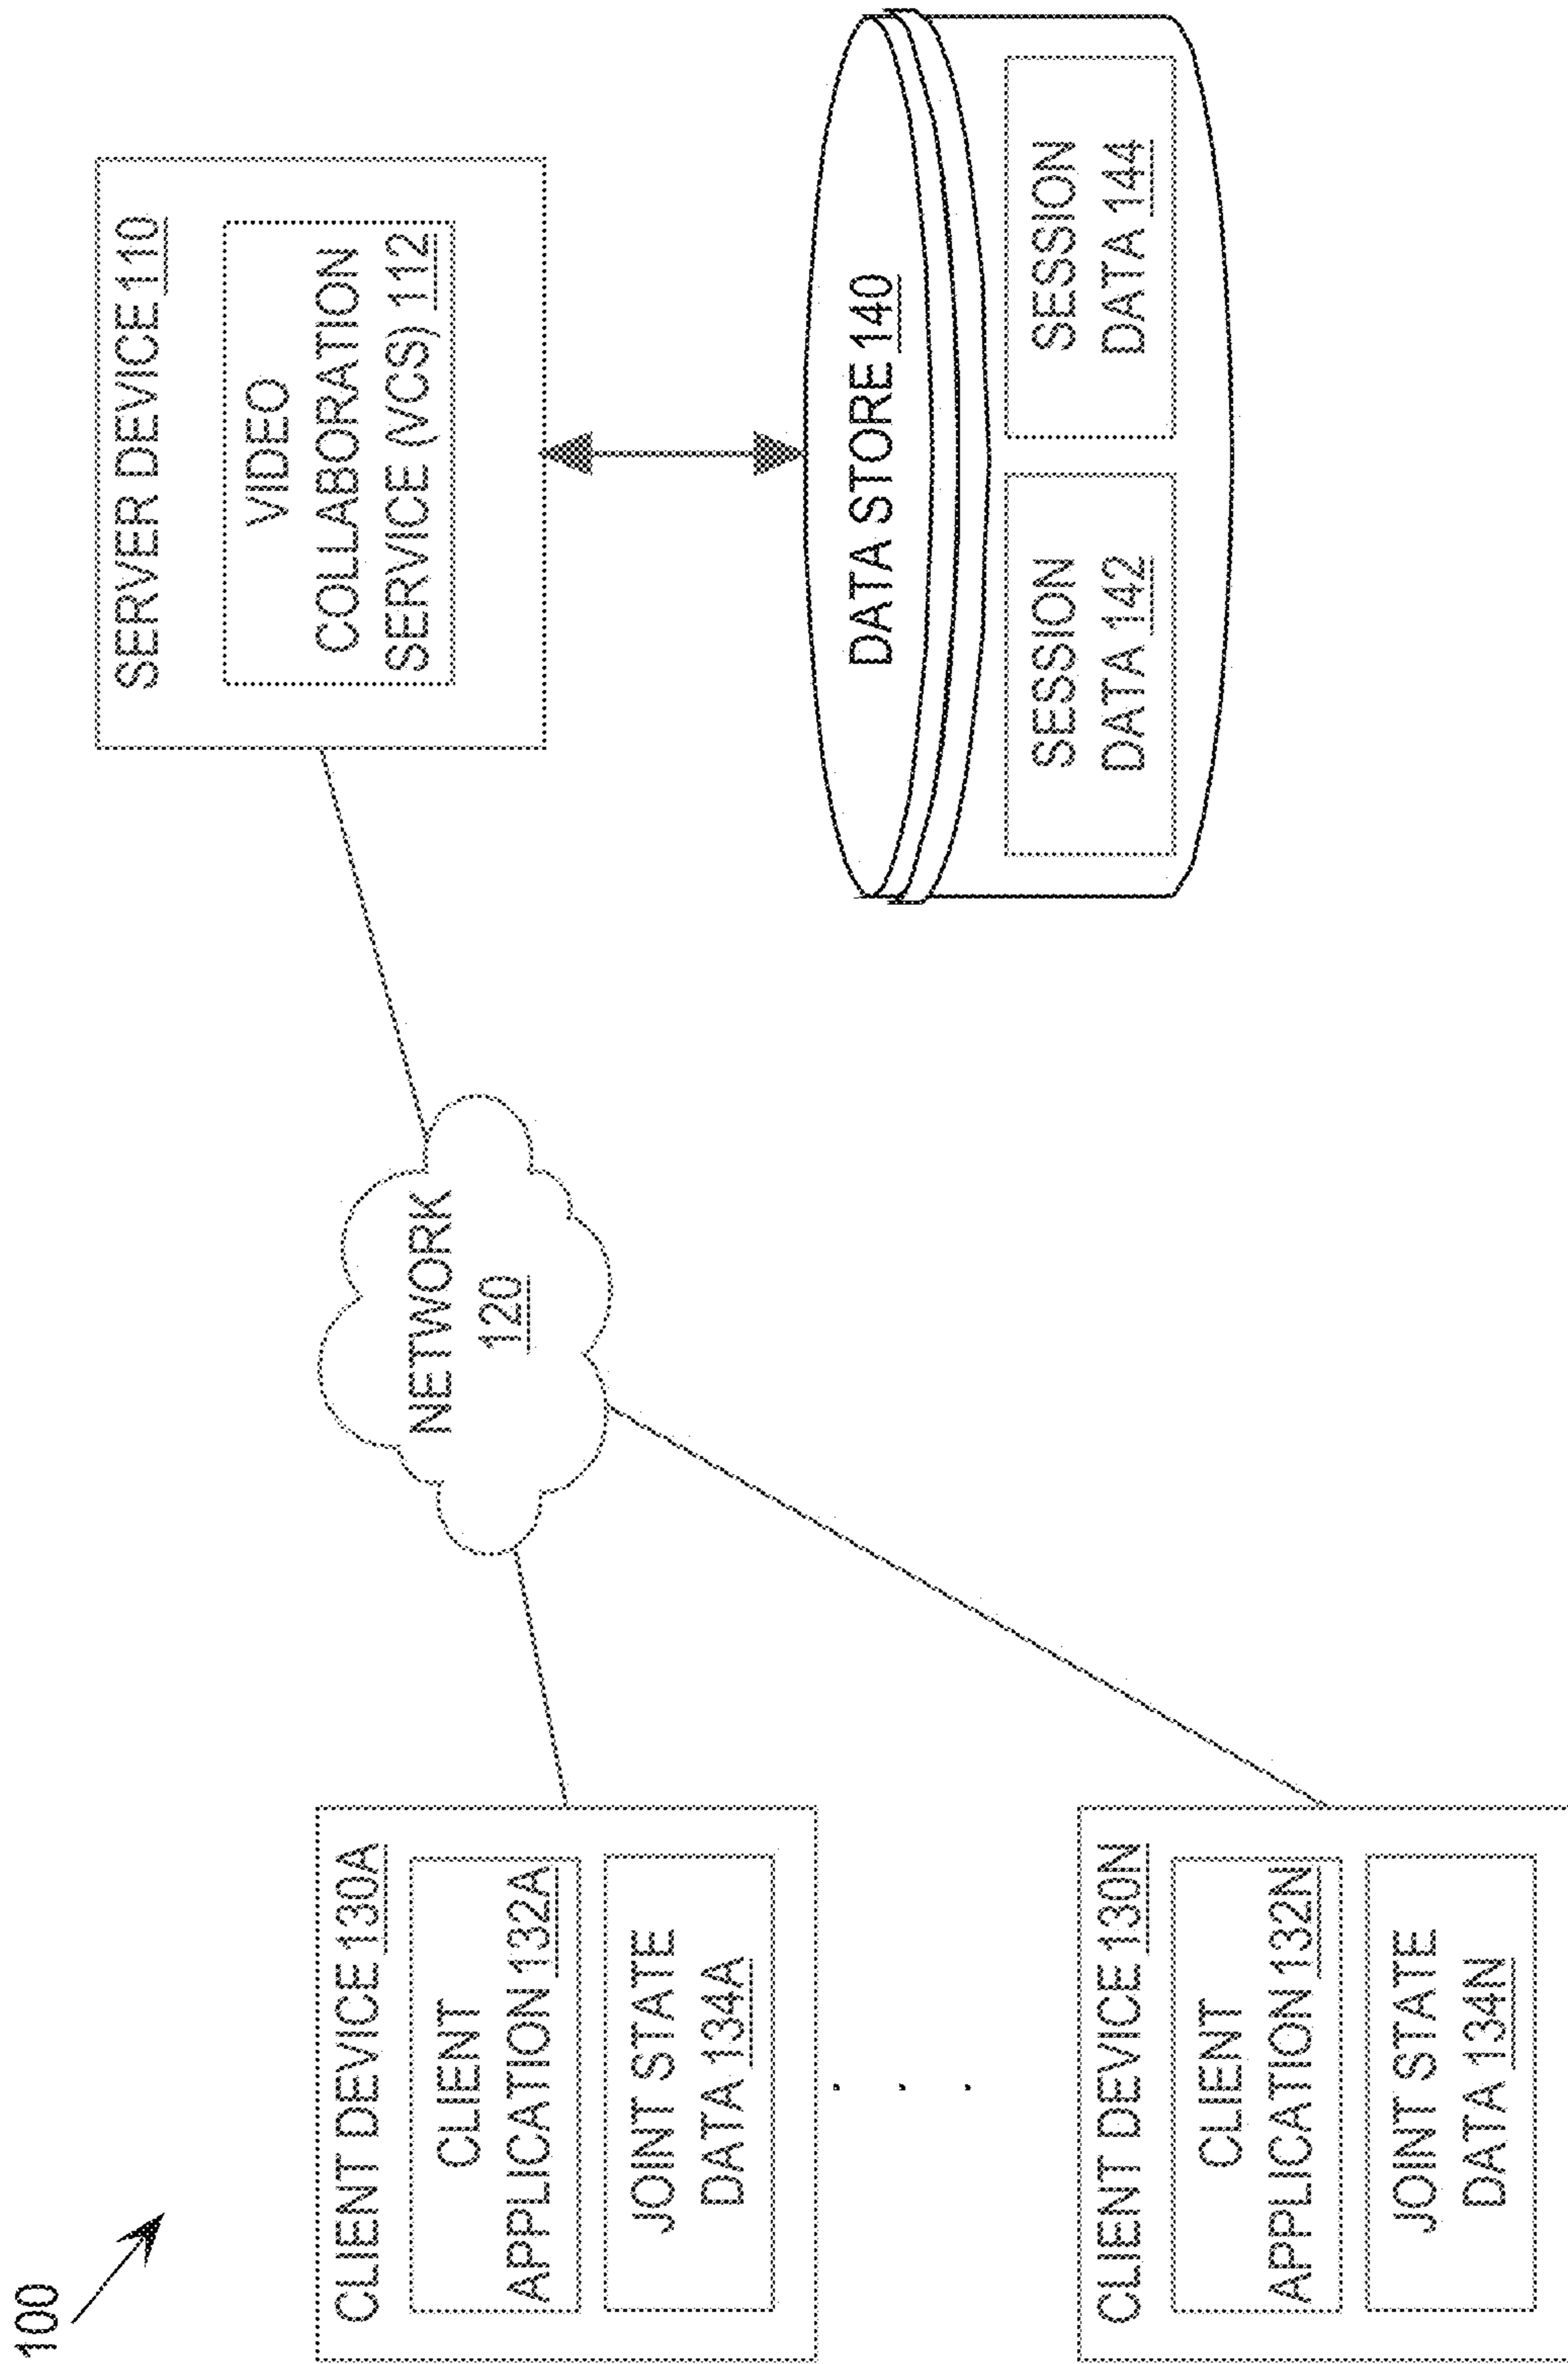 100
CLIENT DEVICE 130A
CLIENT
APPLICATION 132A
JOINT STATE
DATA 134A
. . .
CLIENT DEVICE 130N
CLIENT
APPLICATION 132N
JOINT STATE
DATA 134N
NETWORK
120
SERVER DEVICE 110
VIDEO
COLLABORATION
SERVICE (VCS) 112
DATA STORE 140
SESSION
DATA 142
SESSION
DATA 144